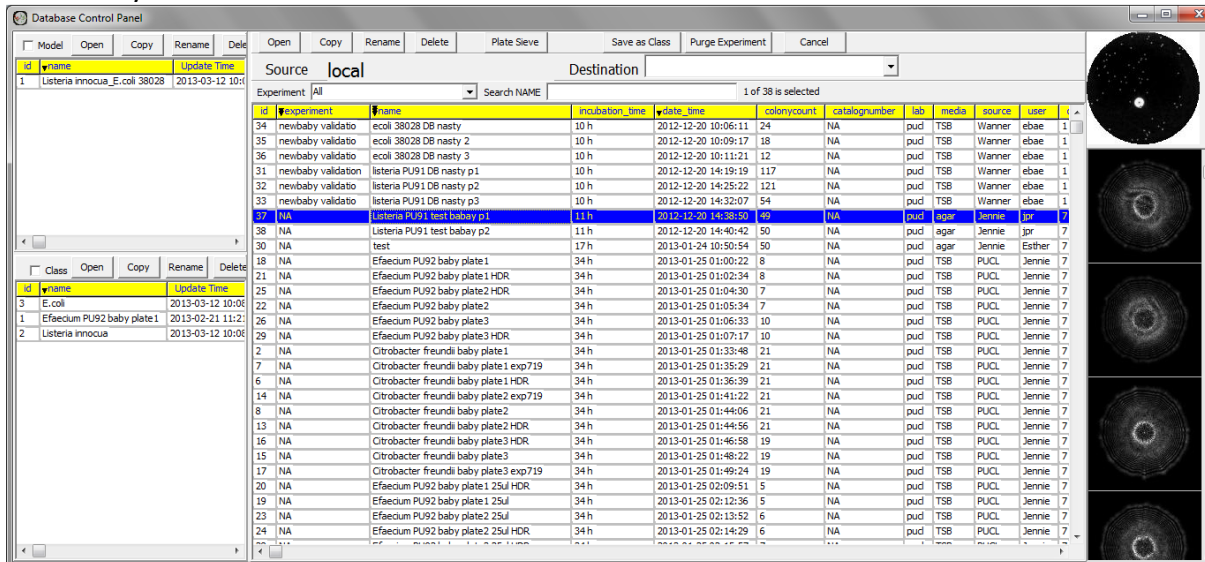 Database Control Panel
Model Open Copy Rename Dele
id name Update Time
1 Listeria innocua_E.coli 38028 2013-03-12 10:0
Class Open Copy Rename Delete
id name Update Time
3 E.coli 2013-03-12 10:08
1 Efaecium PU92 baby plate1 2013-02-21 11:2
2 Listeria innocua 2013-03-12 10:08
Open Copy Rename Delete Plate Sieve Save as Class Purge Experiment Cancel
Source local Destination
Experiment All Search NAME 1 of 38 is selected
id experiment name incubation_time date_time colonycount catalognumber lab media source user
34 newbaby validatio ecoli 38028 DB nasty 10 h 2012-12-20 10:06:11 24 NA pucl TSB Wanner ebae 1
35 newbaby validatio ecoli 38028 DB nasty 2 10 h 2012-12-20 10:09:17 18 NA pucl TSB Wanner ebae 1
36 newbaby validatio ecoli 38028 DB nasty 3 10 h 2012-12-20 10:11:21 12 NA pucl TSB Wanner ebae 1
31 newbaby validation listeria PU91 DB nasty p1 10 h 2012-12-20 14:19:19 117 NA pucl TSB Wanner ebae 1
32 newbaby validatio listeria PU91 DB nasty p2 10 h 2012-12-20 14:25:22 121 NA pucl TSB Wanner ebae 1
33 newbaby validatio listeria PU91 DB nasty p3 10 h 2012-12-20 14:32:07 54 NA pucl TSB Wanner ebae 1
37 NA Listeria PU91 test babay p1 11 h 2012-12-20 14:38:50 49 NA pucl agar Jennie jpr 7
38 NA Listeria PU91 test babay p2 11 h 2012-12-20 14:40:42 50 NA pucl agar Jennie jpr 7
30 NA test 17 h 2013-01-24 10:50:54 50 NA pucl agar Jennie Esther 7
18 NA Efaecium PU92 baby plate1 34 h 2013-01-25 01:00:22 8 NA pucl TSB PUCL Jennie 7
21 NA Efaecium PU92 baby plate1 HDR 34 h 2013-01-25 01:02:34 8 NA pucl TSB PUCL Jennie 7
25 NA Efaecium PU92 baby plate2 HDR 34 h 2013-01-25 01:04:30 7 NA pucl TSB PUCL Jennie 7
22 NA Efaecium PU92 baby plate2 34 h 2013-01-25 01:05:34 7 NA pucl TSB PUCL Jennie 7
26 NA Efaecium PU92 baby plate3 34 h 2013-01-25 01:06:33 10 NA pucl TSB PUCL Jennie 7
29 NA Efaecium PU92 baby plate3 HDR 34 h 2013-01-25 01:07:17 10 NA pucl TSB PUCL Jennie 7
2 NA Citrobacter freundii baby plate1 34 h 2013-01-25 01:33:48 21 NA pucl TSB PUCL Jennie 7
7 NA Citrobacter freundii baby plate1 exp719 34 h 2013-01-25 01:35:29 21 NA pucl TSB PUCL Jennie 7
6 NA Citrobacter freundii baby plate1 HDR 34 h 2013-01-25 01:36:39 21 NA pucl TSB PUCL Jennie 7
14 NA Citrobacter freundii baby plate2 exp719 34 h 2013-01-25 01:41:22 21 NA pucl TSB PUCL Jennie 7
8 NA Citrobacter freundii baby plate2 34 h 2013-01-25 01:44:06 21 NA pucl TSB PUCL Jennie 7
13 NA Citrobacter freundii baby plate2 HDR 34 h 2013-01-25 01:44:56 21 NA pucl TSB PUCL Jennie 7
16 NA Citrobacter freundii baby plate3 HDR 34 h 2013-01-25 01:46:58 19 NA pucl TSB PUCL Jennie 7
15 NA Citrobacter freundii baby plate3 34 h 2013-01-25 01:48:22 19 NA pucl TSB PUCL Jennie 7
17 NA Citrobacter freundii baby plate3 exp719 34 h 2013-01-25 01:49:24 19 NA pucl TSB PUCL Jennie 7
20 NA Efaecium PU92 baby plate1 25ul HDR 34 h 2013-01-25 02:09:51 5 NA pucl TSB PUCL Jennie 7
19 NA Efaecium PU92 baby plate1 25ul 34 h 2013-01-25 02:12:36 5 NA pucl TSB PUCL Jennie 7
23 NA Efaecium PU92 baby plate2 25ul 34 h 2013-01-25 02:13:52 6 NA pucl TSB PUCL Jennie 7
24 NA Efaecium PU92 baby plate2 25ul HDR 34 h 2013-01-25 02:14:29 6 NA pucl TSB PUCL Jennie 7